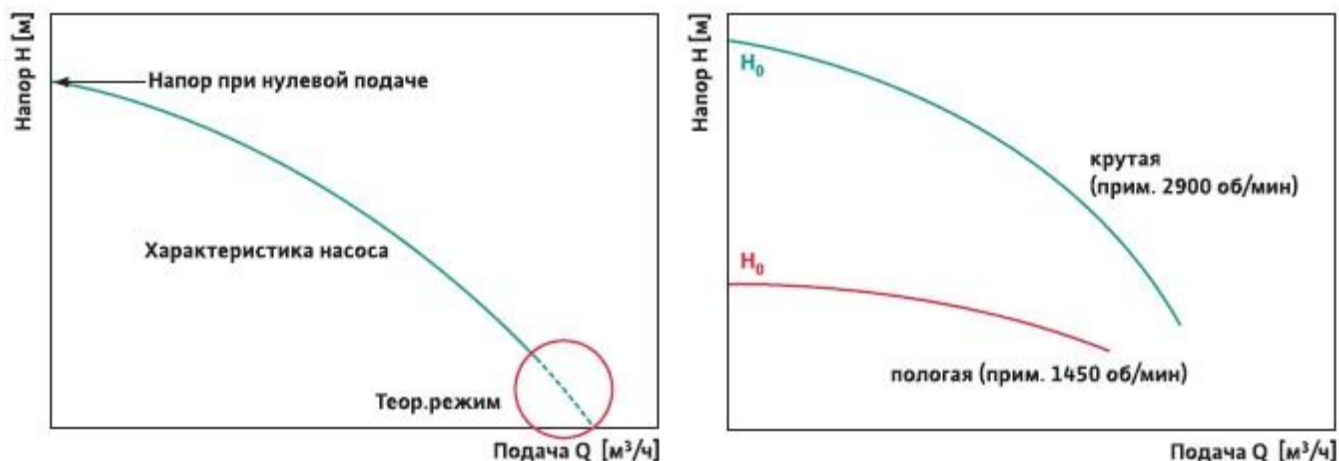 Напор H [м]
Напор при нулевой подаче
Характеристика насоса
Теор.режим
Подача Q [м³/ч]
Напор H [м]
H₀
крутая
(прим. 2900 об/мин)
H₀
пологая (прим. 1450 об/мин)
Подача Q [м³/ч]